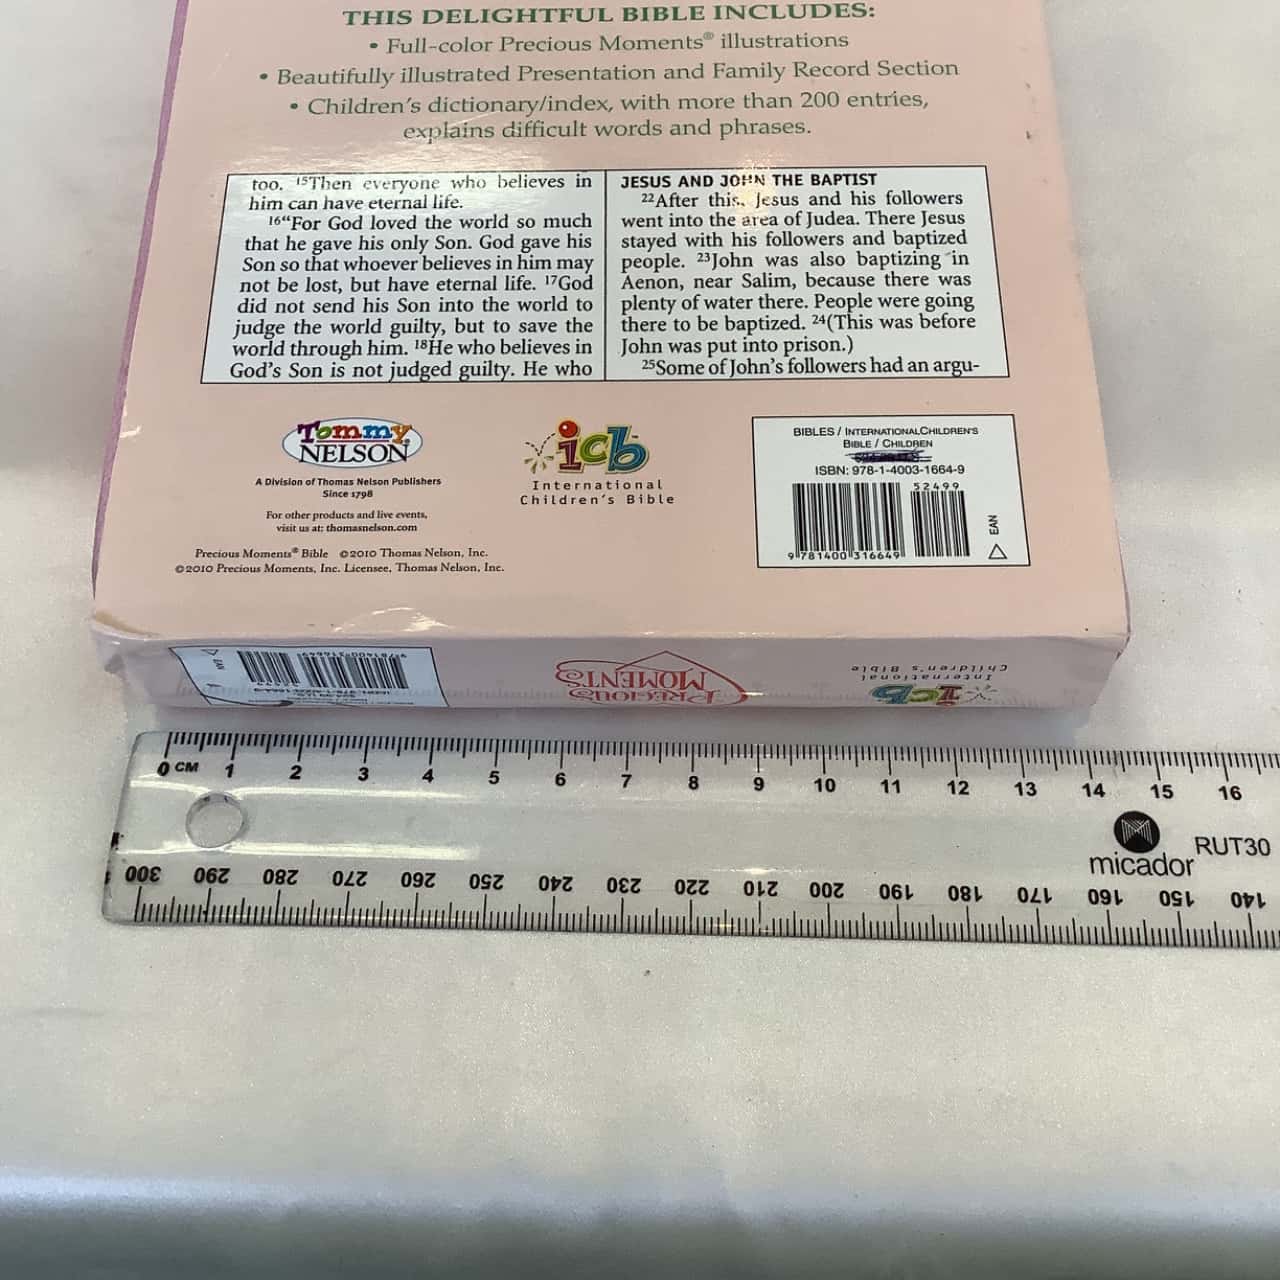 THIS DELIGHTFUL BIBLE INCLUDES:
• Full-color Precious Moments® illustrations
• Beautifully illustrated Presentation and Family Record Section
• Children's dictionary/index, with more than 200 entries,
explains difficult words and phrases.
too. 15Then everyone who believes in
him can have eternal life.
16“For God loved the world so much
that he gave his only Son. God gave his
Son so that whoever believes in him may
not be lost, but have eternal life. 17God
did not send his Son into the world to
judge the world guilty, but to save the
world through him. 18He who believes in
God's Son is not judged guilty. He who
JESUS AND JOHN THE BAPTIST
22After this, Jesus and his followers
went into the area of Judea. There Jesus
stayed with his followers and baptized
people. 23John was also baptizing in
Aenon, near Salim, because there was
plenty of water there. People were going
there to be baptized. 24(This was before
John was put into prison.)
25Some of John's followers had an argu-
Tommy
NELSON
A Division of Thomas Nelson Publishers
Since 1798
For other products and live events,
visit us at: thomasnelson.com
Precious Moments® Bible ©2010 Thomas Nelson, Inc.
©2010 Precious Moments, Inc. Licensee, Thomas Nelson, Inc.
icb
International
Children's Bible
BIBLES / INTERNATIONALCHILDREN'S
BIBLE / CHILDREN
ISBN: 978-1-4003-1664-9
52499
9 781400 316649
EAN
PRECIOUS
MOMENTS
icb
International
Children's Bible
0 CM 1 2 3 4 5 6 7 8 9 10 11 12 13 14 15 16
micador
RUT30
300 290 280 270 260 250 240 230 220 210 200 190 180 170 160 150 140